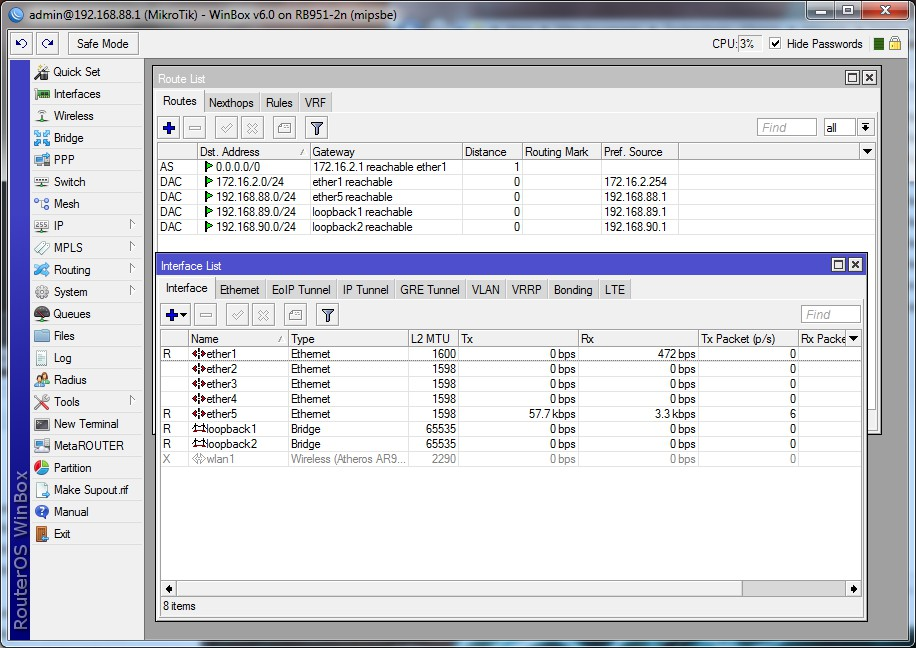 admin@192.168.88.1 (MikroTik) - WinBox v6.0 on RB951-2n (mipsbe)
Safe Mode CPU: 3% Hide Passwords
Quick Set
Interfaces
Wireless
Bridge
PPP
Switch
Mesh
IP
MPLS
Routing
System
Queues
Files
Log
Radius
Tools
New Terminal
MetaROUTER
Partition
Make Supout.rif
Manual
Exit
RouterOS WinBox
Route List
Routes Nexthops Rules VRF
Find all
Dst. Address Gateway Distance Routing Mark Pref. Source
AS 0.0.0.0/0 172.16.2.1 reachable ether1 1
DAC 172.16.2.0/24 ether1 reachable 0 172.16.2.254
DAC 192.168.88.0/24 ether5 reachable 0 192.168.88.1
DAC 192.168.89.0/24 loopback1 reachable 0 192.168.89.1
DAC 192.168.90.0/24 loopback2 reachable 0 192.168.90.1
Interface List
Interface Ethernet EoIP Tunnel IP Tunnel GRE Tunnel VLAN VRRP Bonding LTE
Find
Name Type L2 MTU Tx Rx Tx Packet (p/s) Rx Packe
R ether1 Ethernet 1600 0 bps 472 bps 0
ether2 Ethernet 1598 0 bps 0 bps 0
ether3 Ethernet 1598 0 bps 0 bps 0
ether4 Ethernet 1598 0 bps 0 bps 0
R ether5 Ethernet 1598 57.7 kbps 3.3 kbps 6
R loopback1 Bridge 65535 0 bps 0 bps 0
R loopback2 Bridge 65535 0 bps 0 bps 0
X wlan1 Wireless (Atheros AR9... 2290 0 bps 0 bps 0
8 items